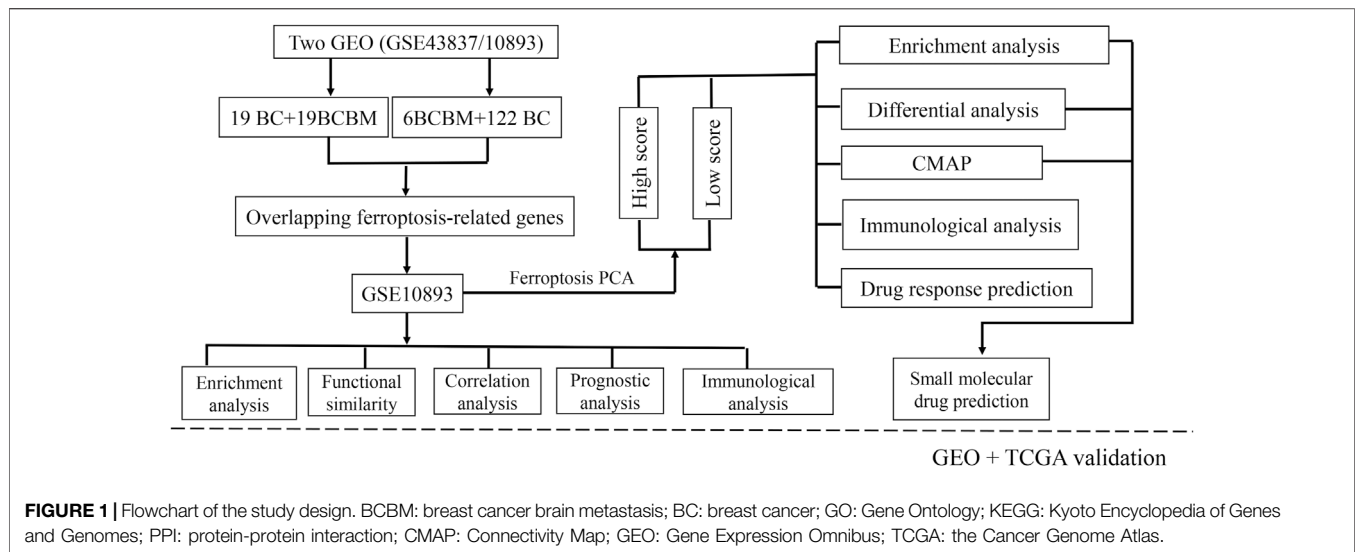 Two GEO (GSE43837/10893)
19 BC+19BCBM
6BCBM+122 BC
Overlapping ferroptosis-related genes
GSE10893
Ferroptosis PCA
High score
Low score
Enrichment analysis
Differential analysis
CMAP
Immunological analysis
Drug response prediction
Enrichment
analysis
Functional
similarity
Correlation
analysis
Prognostic
analysis
Immunological
analysis
Small molecular
drug prediction
GEO + TCGA validation
FIGURE 1 | Flowchart of the study design. BCBM: breast cancer brain metastasis; BC: breast cancer; GO: Gene Ontology; KEGG: Kyoto Encyclopedia of Genes
and Genomes; PPI: protein-protein interaction; CMAP: Connectivity Map; GEO: Gene Expression Omnibus; TCGA: the Cancer Genome Atlas.